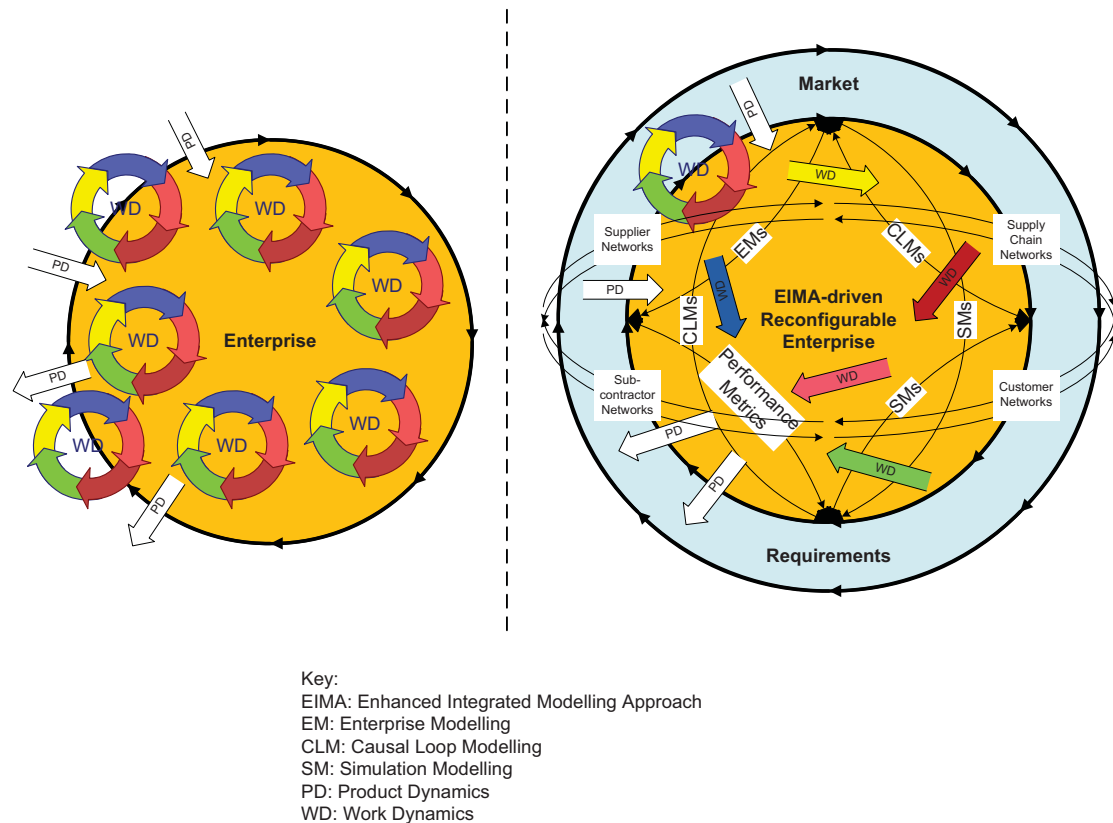 PD
WD
WD
WD
PD
WD
Enterprise
PD
WD
WD
WD
PD
Market
PD
WD
WD
Supplier
Networks
Supply
Chain
Networks
EMs
CLMs
WD
WD
PD
EIMA-driven
Reconfigurable
Enterprise
CLMs
SMs
Performance
Metrics
WD
SMs
Sub-
contractor
Networks
Customer
Networks
PD
WD
PD
Requirements
Key:
EIMA: Enhanced Integrated Modelling Approach
EM: Enterprise Modelling
CLM: Causal Loop Modelling
SM: Simulation Modelling
PD: Product Dynamics
WD: Work Dynamics